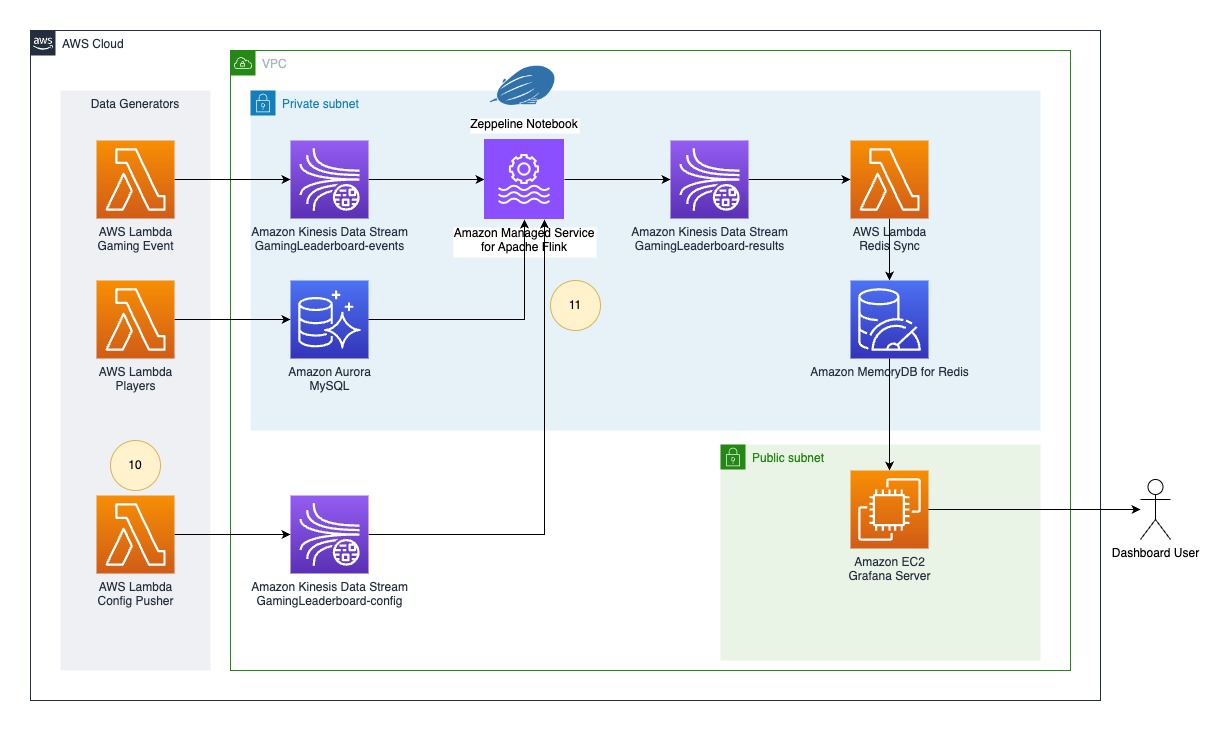 aws
AWS Cloud
VPC
Data Generators
Private subnet
Zeppeline Notebook
AWS Lambda
Gaming Event
Amazon Kinesis Data Stream
GamingLeaderboard-events
Amazon Managed Service
for Apache Flink
Amazon Kinesis Data Stream
GamingLeaderboard-results
AWS Lambda
Redis Sync
11
AWS Lambda
Players
Amazon Aurora
MySQL
Amazon MemoryDB for Redis
10
Public subnet
AWS Lambda
Config Pusher
Amazon Kinesis Data Stream
GamingLeaderboard-config
Amazon EC2
Grafana Server
Dashboard User